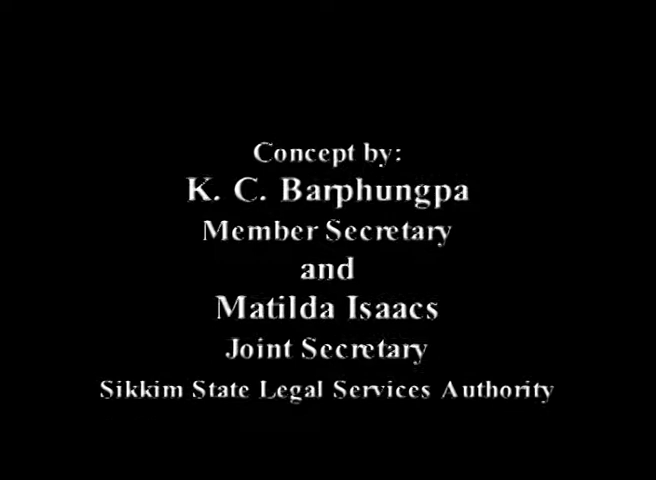 Concept by:
K. C. Barphungpa
Member Secretary
and
Matilda Isaacs
Joint Secretary
Sikkim State Legal Services Authority